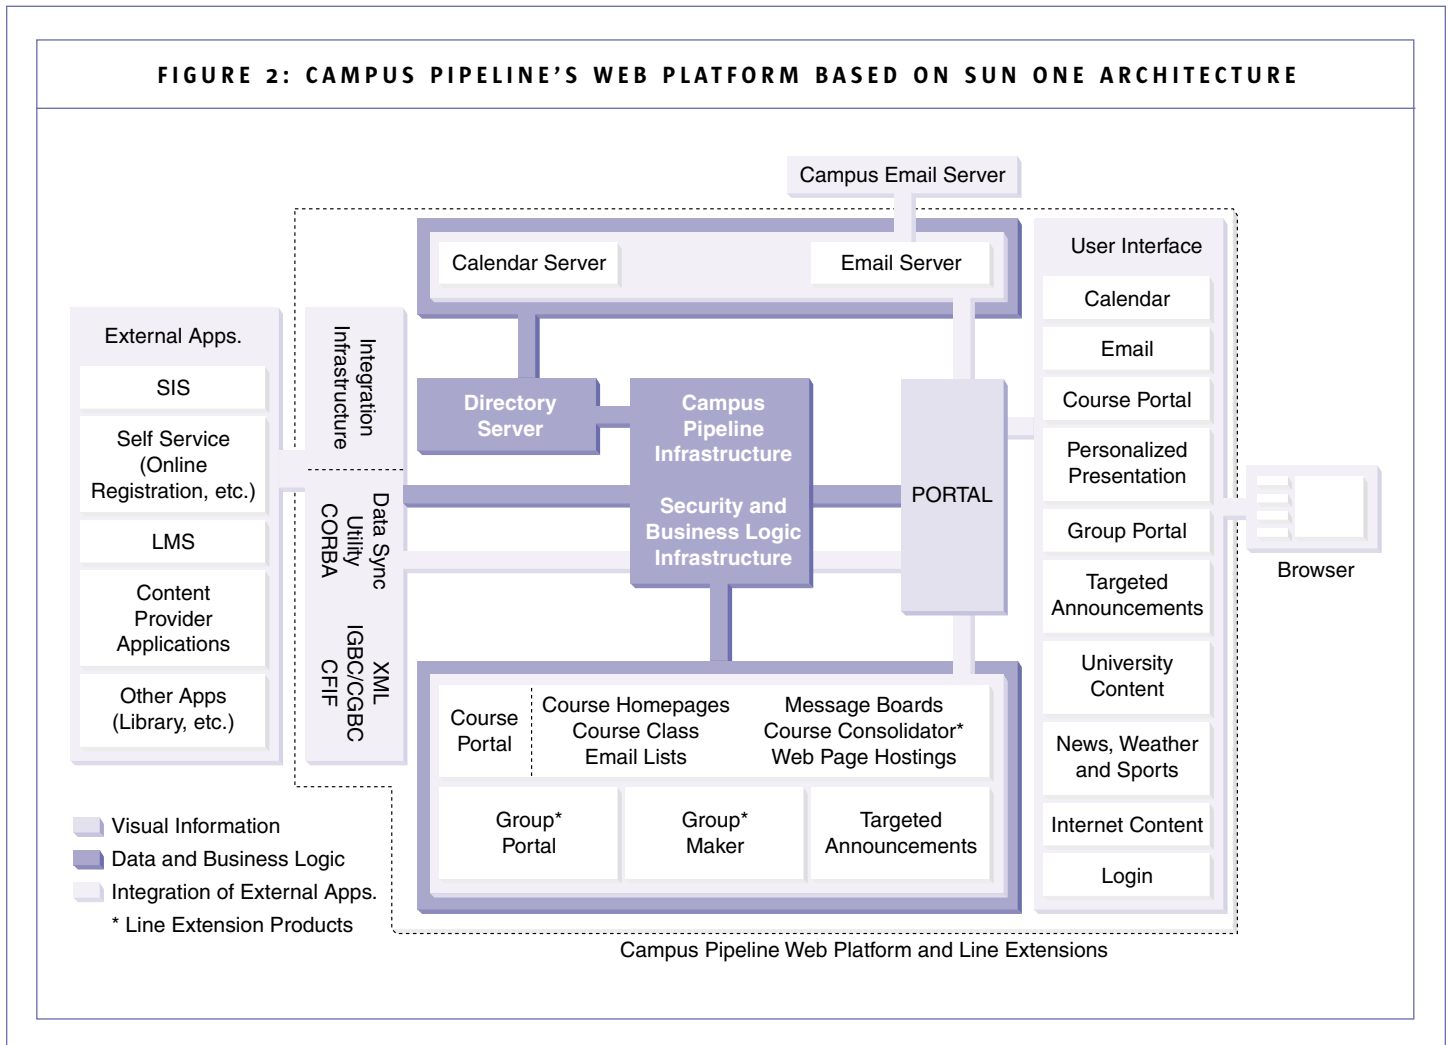 FIGURE 2: CAMPUS PIPELINE'S WEB PLATFORM BASED ON SUN ONE ARCHITECTURE
Campus Email Server
Calendar Server
Email Server
External Apps.
SIS
Self Service
(Online
Registration, etc.)
LMS
Content
Provider
Applications
Other Apps
(Library, etc.)
Integration
Infrastructure
Data Sync
Utility
CORBA
XML
IGBC/CGBC
CFIF
Directory
Server
Campus
Pipeline
Infrastructure
Security and
Business Logic
Infrastructure
PORTAL
Course
Portal
Course Homepages
Course Class
Email Lists
Message Boards
Course Consolidator*
Web Page Hostings
Group*
Portal
Group*
Maker
Targeted
Announcements
User Interface
Calendar
Email
Course Portal
Personalized
Presentation
Group Portal
Targeted
Announcements
University
Content
News, Weather
and Sports
Internet Content
Login
Browser
Visual Information
Data and Business Logic
Integration of External Apps.
* Line Extension Products
Campus Pipeline Web Platform and Line Extensions